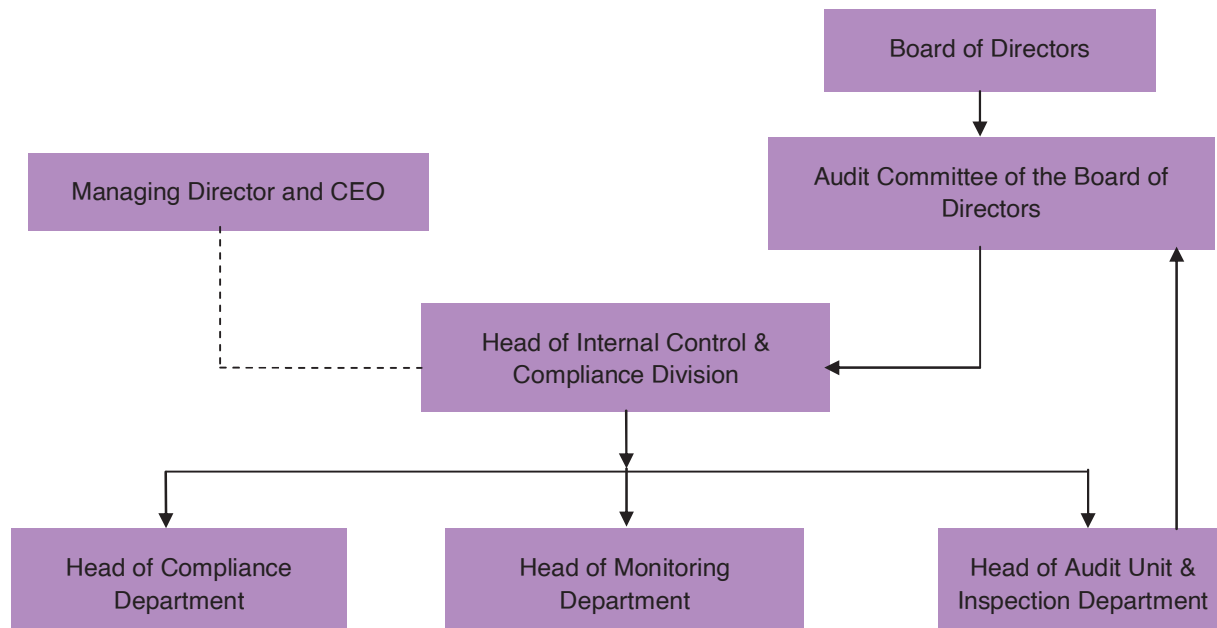 Board of Directors
Managing Director and CEO
Audit Committee of the Board of
Directors
Head of Internal Control &
Compliance Division
Head of Compliance
Department
Head of Monitoring
Department
Head of Audit Unit &
Inspection Department